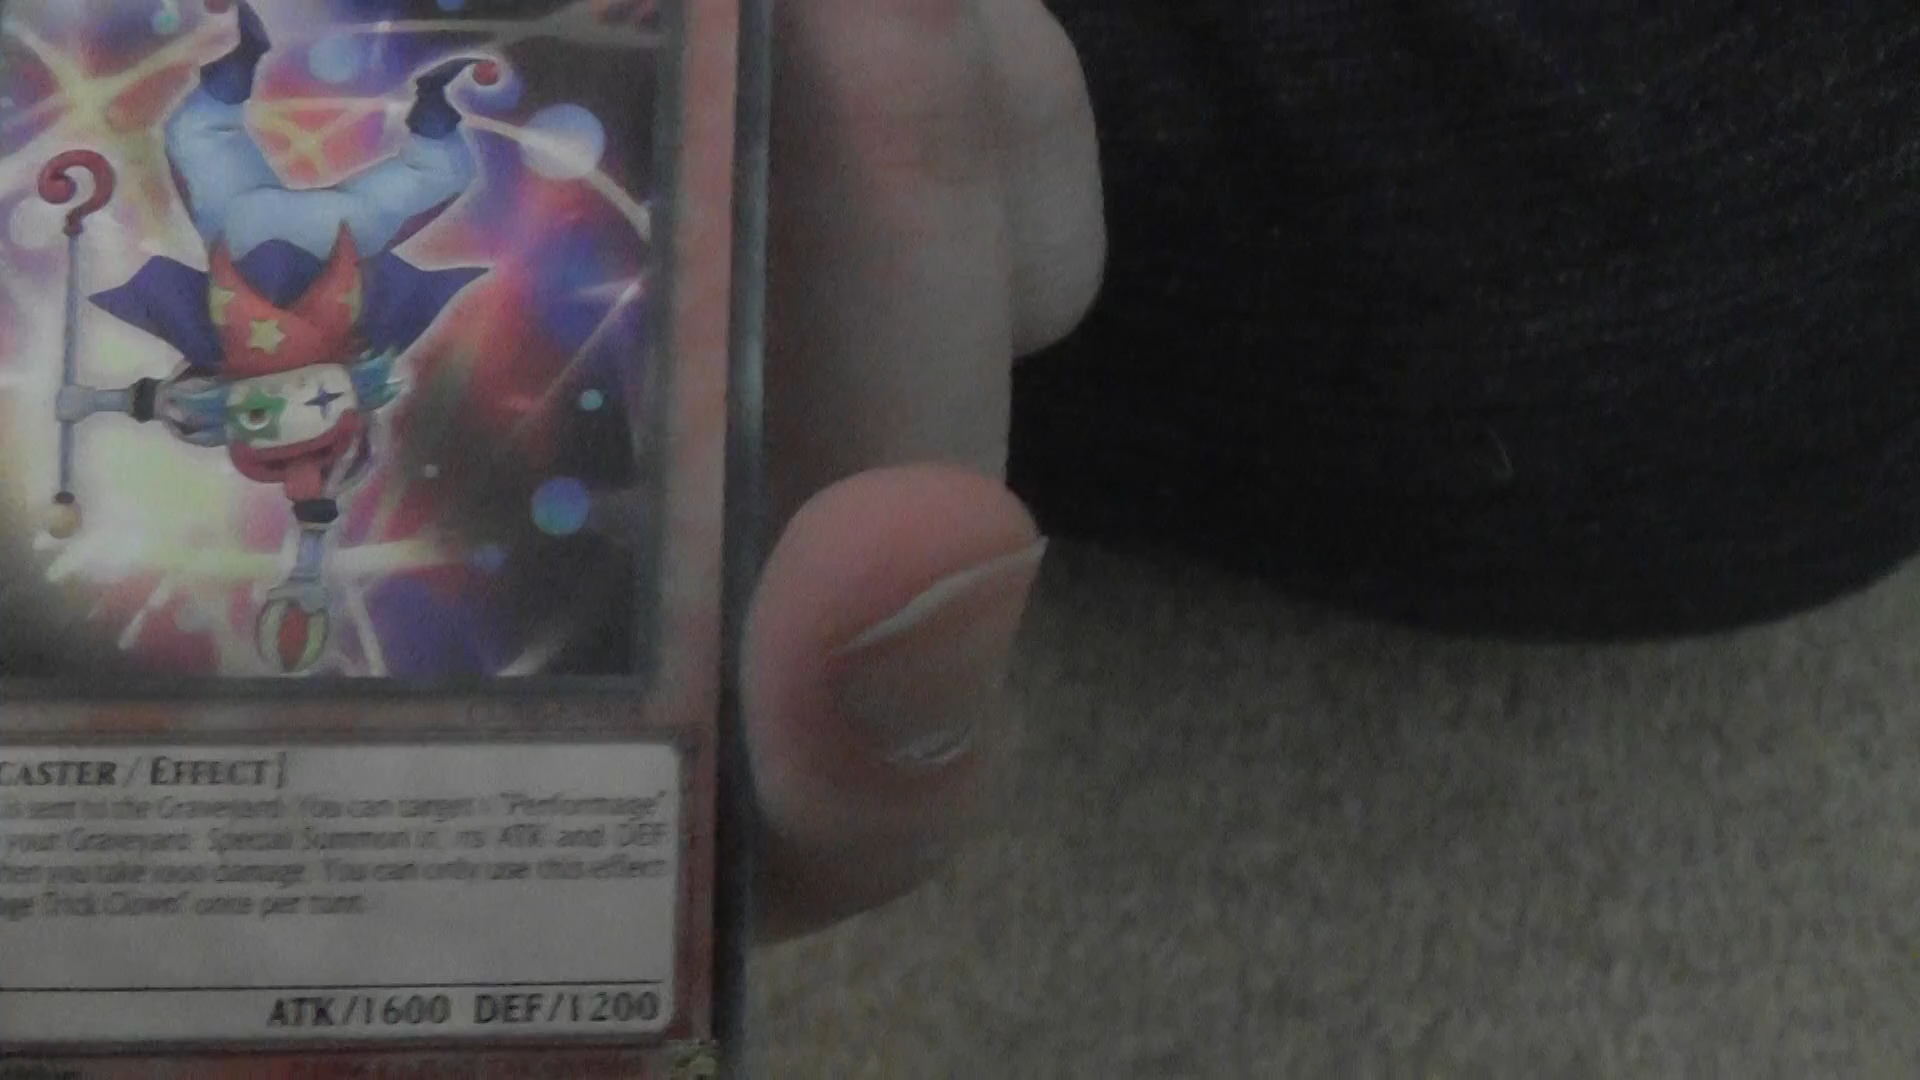 CASTER / EFFECT]
is sent to the Graveyard: You can target 1 "Performage"
your Graveyard; Special Summon it, its ATK and DEF
you take 1000 damage. You can only use this effect
Trick Clown" once per turn.
ATK/1600 DEF/1200